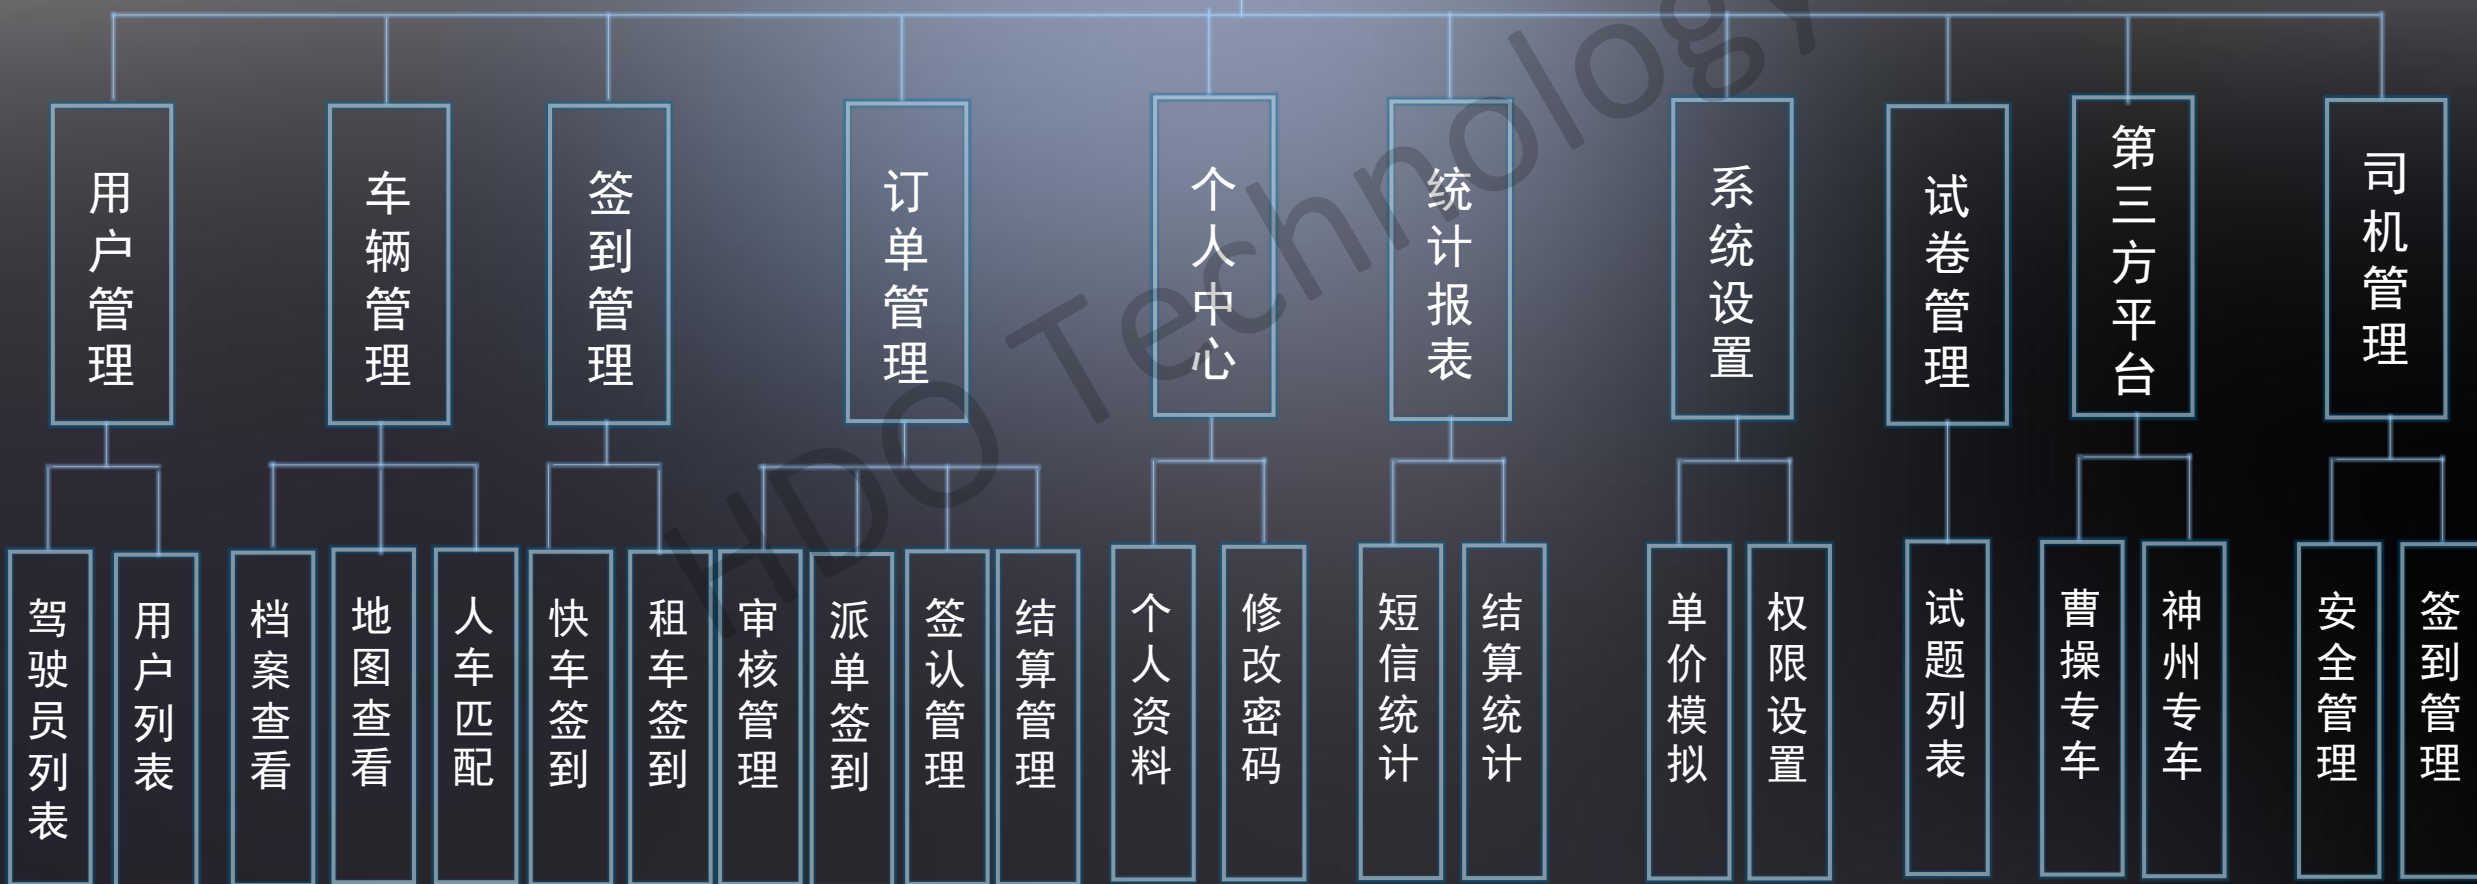 用户管理
车辆管理
签到管理
订单管理
个人中心
统计报表
系统设置
试卷管理
第三方平台
司机管理
驾驶员列表
用户列表
档案查看
地图查看
人车匹配
快车签到
租车签到
审核管理
派单签到
签认管理
结算管理
个人资料
修改密码
短信统计
结算统计
单价模拟
权限设置
试题列表
曹操专车
神州专车
安全管理
签到管理
HDO Technology